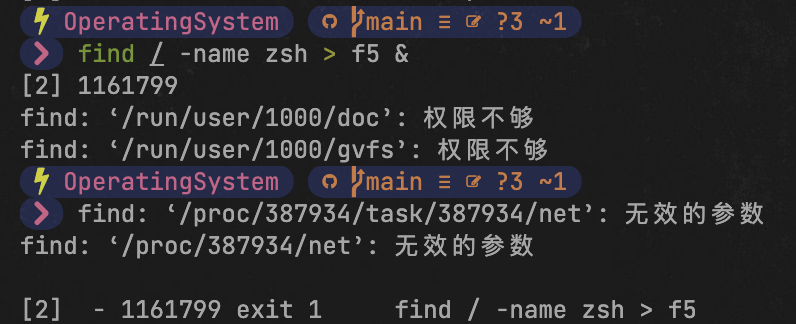 OperatingSystem main ≡ ?3 ~1
find / -name zsh > f5 &
[2] 1161799
find: ‘/run/user/1000/doc’: 权限不够
find: ‘/run/user/1000/gvfs’: 权限不够
OperatingSystem main ≡ ?3 ~1
find: ‘/proc/387934/task/387934/net’: 无效的参数
find: ‘/proc/387934/net’: 无效的参数
[2]  - 1161799 exit 1     find / -name zsh > f5